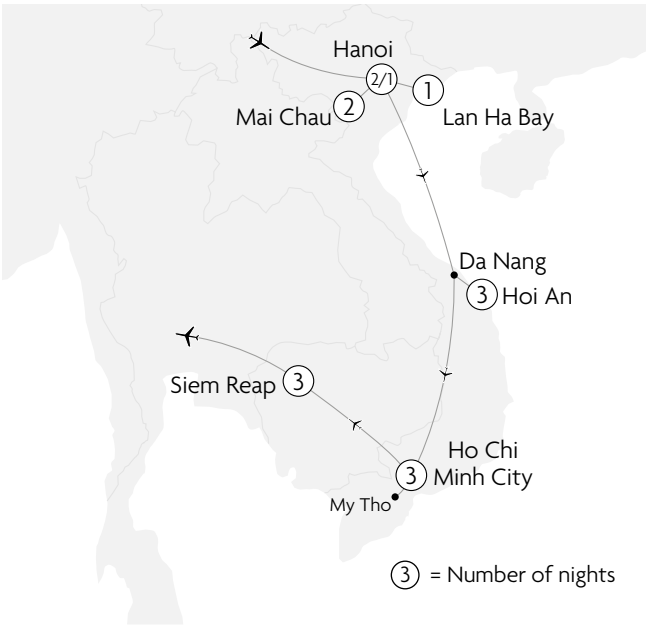 Hanoi
2/1
1
Mai Chau
2
Lan Ha Bay
Da Nang
3
Hoi An
Siem Reap
3
Ho Chi
Minh City
3
My Tho
3 = Number of nights